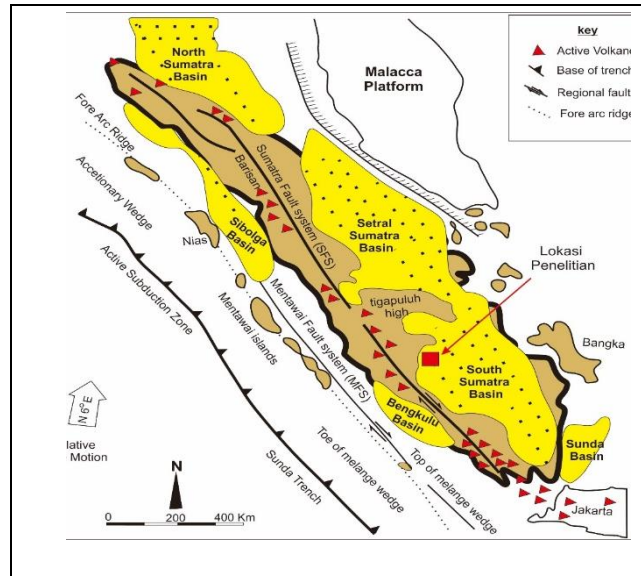 key
Active Volcano
Base of trench
Regional fault
Fore arc ridge
North
Sumatra
Basin
Malacca
Platform
Fore Arc Ridge
Accetionary Wedge
Active Subduction Zone
Barisan
Sumatra Fault system (SFS)
Nias
Sibolga
Basin
Setral
Sumatra
Basin
Lokasi
Penelitian
tigapuluh
high
Mentawai islands
Mentawai Fault system (MFS)
Bangka
South
Sumatra
Basin
Bengkulu
Basin
Sunda
Basin
N 6° E
lative
Motion
N
Sunda Trench
Toe of melange wedge
Top of melange wedge
Jakarta
0 200 400 Km